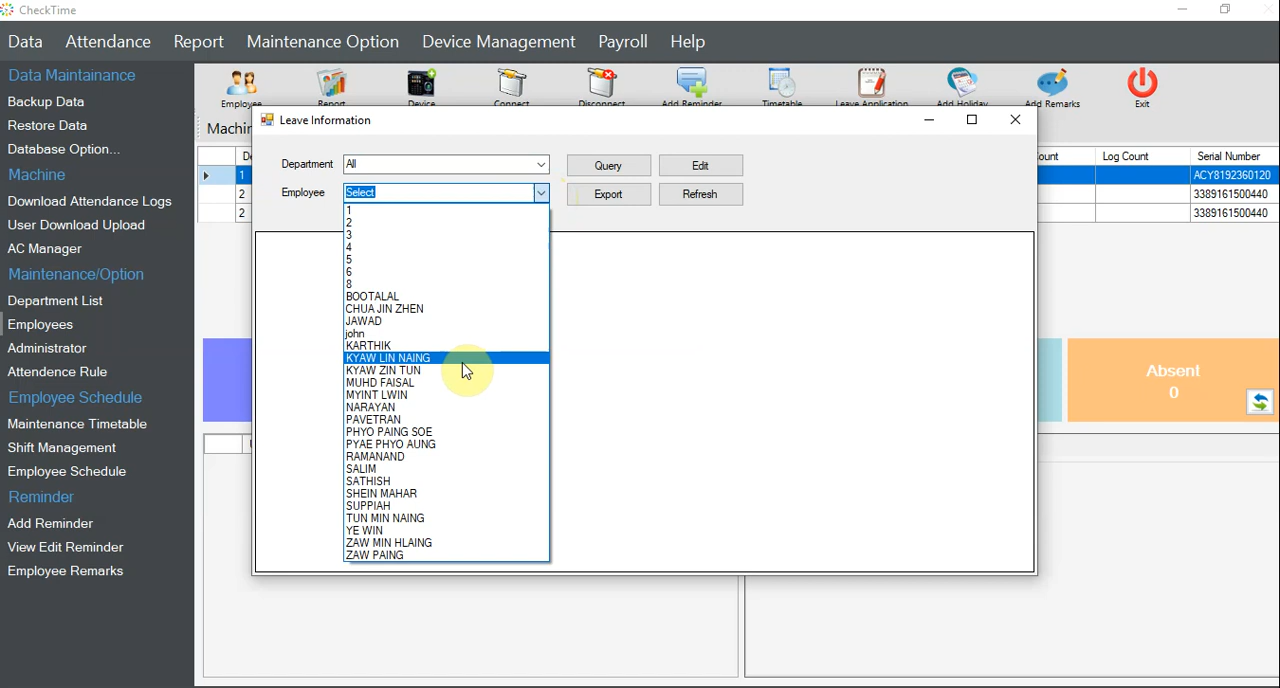 CheckTime
Data Attendance Report Maintenance Option Device Management Payroll Help
Data Maintainance
Backup Data
Restore Data
Database Option...
Machine
Download Attendance Logs
User Download Upload
AC Manager
Maintenance/Option
Department List
Employees
Administrator
Attendence Rule
Employee Schedule
Maintenance Timetable
Shift Management
Employee Schedule
Reminder
Add Reminder
View Edit Reminder
Employee Remarks
Employee Report Device Connect Disconnect Add Reminder Timetable Leave Application Add Holiday Add Remarks Exit
Leave Information
Department All Query Edit
Employee Select Export Refresh
1
2
3
4
5
6
8
BOOTALAL
CHUA JIN ZHEN
JAWAD
john
KARTHIK
KYAW LIN NAING
KYAW ZIN TUN
MUHD FAISAL
MYINT LWIN
NARAYAN
PAVETRAN
PHYO PAING SOE
PYAE PHYO AUNG
RAMANAND
SALIM
SATHISH
SHEIN MAHAR
SUPPIAH
TUN MIN NAING
YE WIN
ZAW MIN HLAING
ZAW PAING
Log Count Serial Number
1 ACY8192360120
2 3389161500440
2 3389161500440
Absent
0